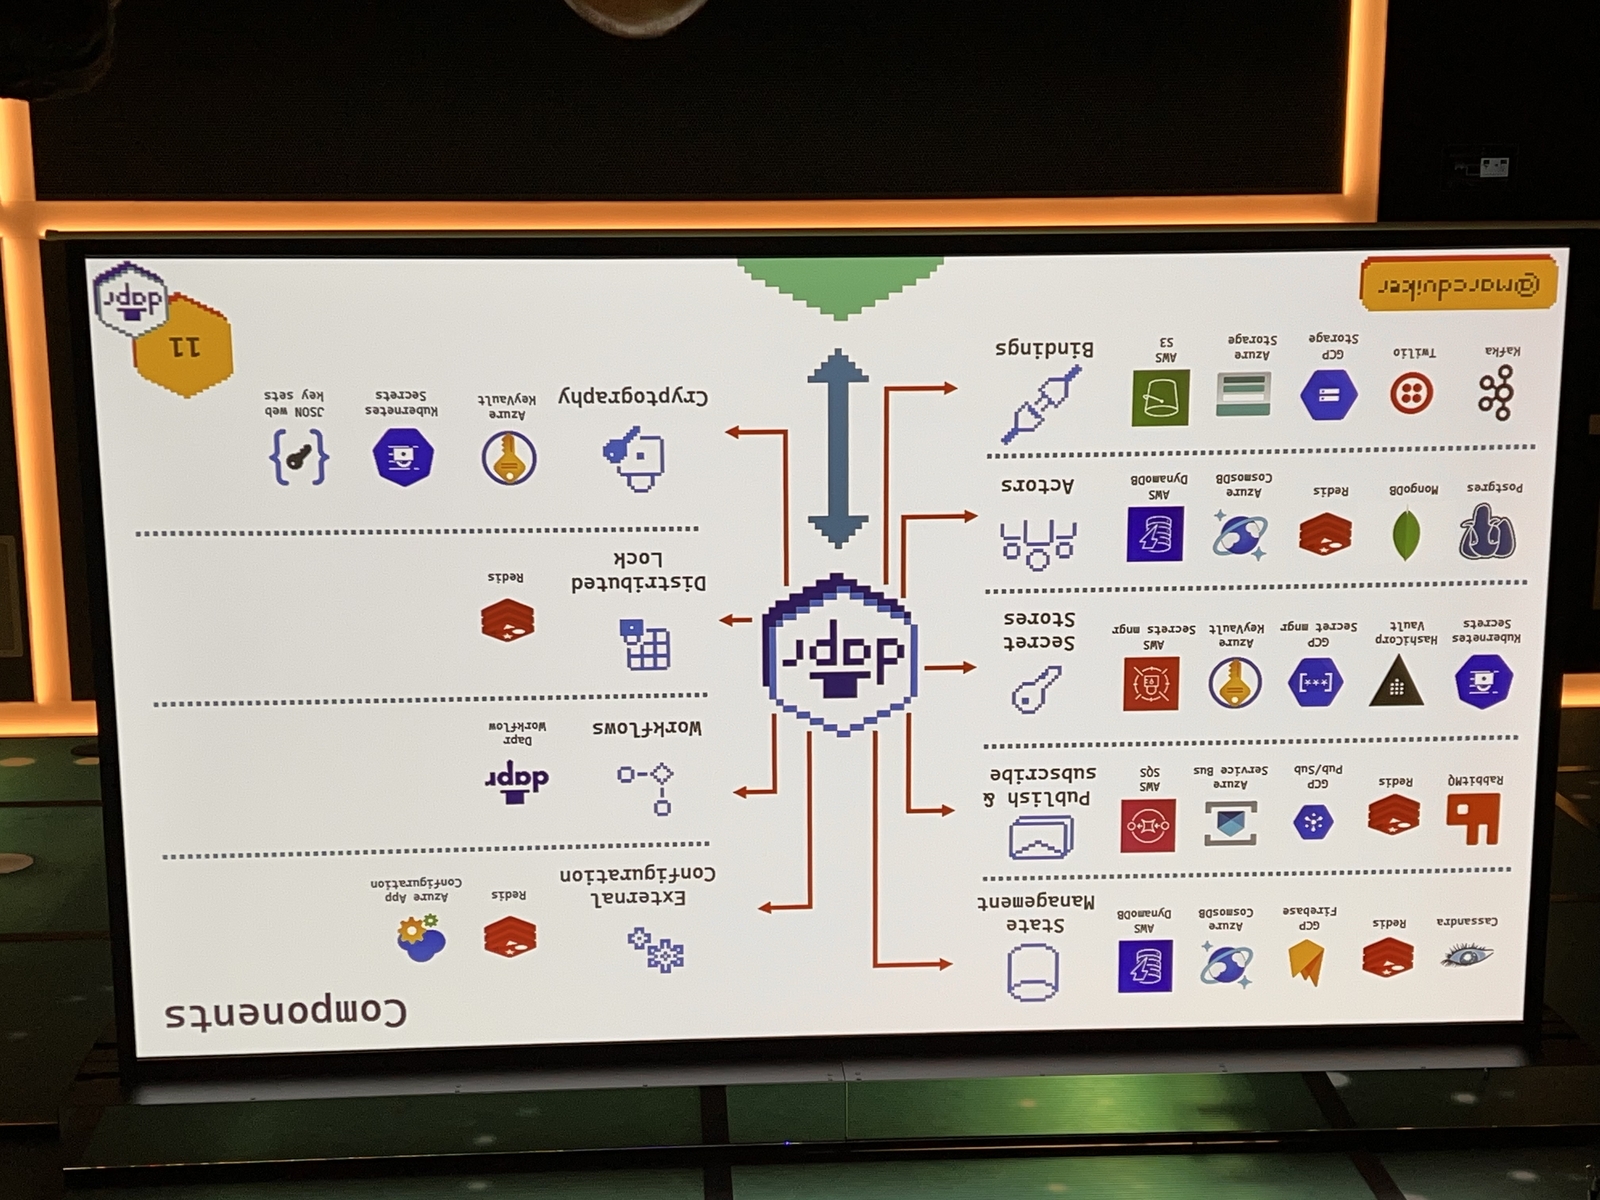 Components
Cassandra
Redis
GCP
Firebase
Azure
CosmosDB
AWS
DynamoDB
State
Management
RabbitMQ
Redis
GCP
Pub/Sub
Azure
Service Bus
AWS
SQS
Publish &
subscribe
Kubernetes
Secrets
HashiCorp
Vault
GCP
Secret mngr
Azure
KeyVault
AWS
Secrets mngr
Secret
Stores
Postgres
MongoDB
Redis
Azure
CosmosDB
AWS
DynamoDB
Actors
Kafka
Twilio
GCP
Storage
Azure
Storage
AWS
S3
Bindings
dapr
External
Configuration
Redis
Azure App
Configuration
Workflows
dapr
Dapr
Workflow
Distributed
Lock
Redis
Cryptography
Azure
KeyVault
Kubernetes
Secrets
JSON web
key sets
@marcduiker
11
dapr